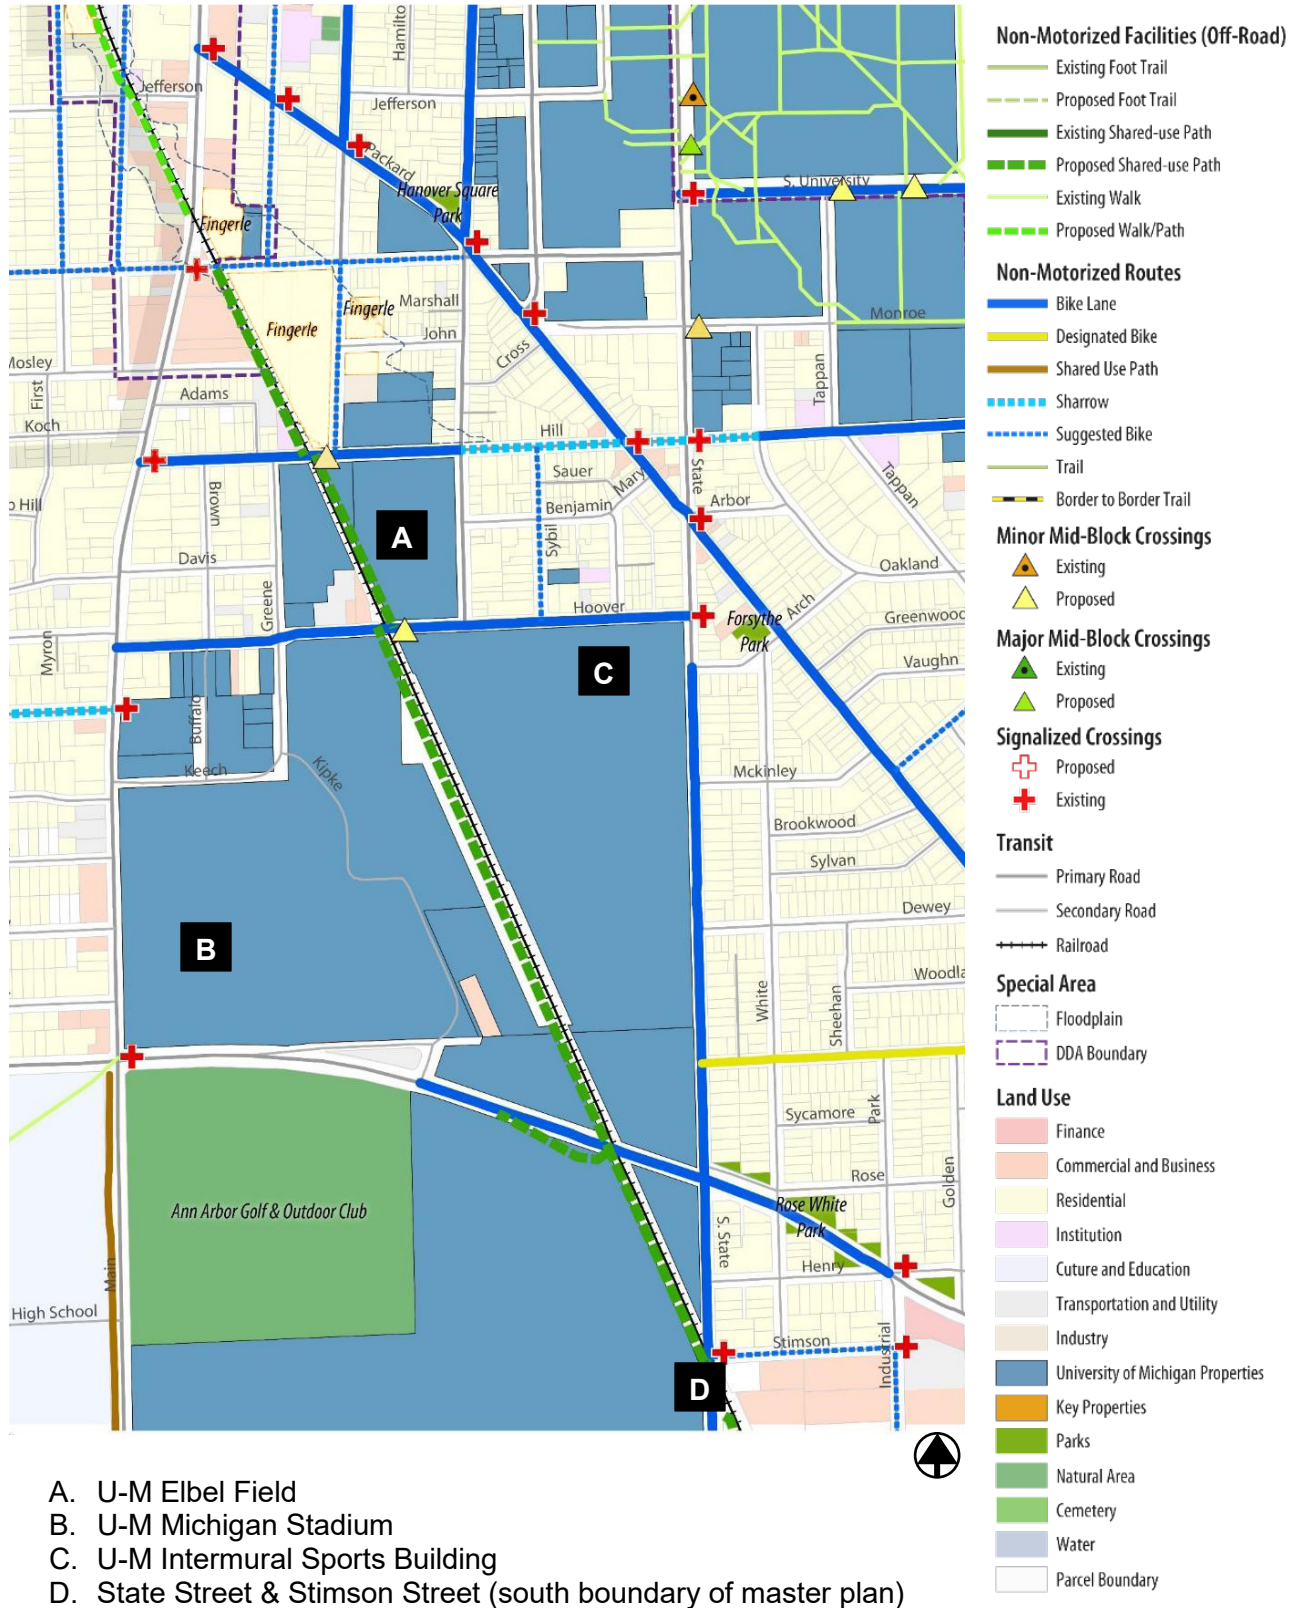 Jefferson
Hamilto
Jefferson
Packard
Hanover Square
Park
S. University
Fingerle
Fingerle
Fingerle
Marshall
John
Monroe
Cross
Mosley
First
Adams
Koch
Tappan
Hill
Sauer
Mary
State
Arbor
Tappan
Brown
Benjamin
Sybil
A
Davis
Oakland
Greene
Hoover
Arch
Greenwood
Forsythe
Park
Myron
C
Vaughn
Buffalo
Keech
Kipke
Mckinley
Brookwood
Sylvan
Dewey
B
White
Sheehan
Woodla
Sycamore
Park
Rose
Golden
Ann Arbor Golf & Outdoor Club
Rose White
Park
S. State
Henry
Main
High School
Stimson
Industrial
D
Non-Motorized Facilities (Off-Road)
Existing Foot Trail
Proposed Foot Trail
Existing Shared-use Path
Proposed Shared-use Path
Existing Walk
Proposed Walk/Path
Non-Motorized Routes
Bike Lane
Designated Bike
Shared Use Path
Sharrow
Suggested Bike
Trail
Border to Border Trail
Minor Mid-Block Crossings
Existing
Proposed
Major Mid-Block Crossings
Existing
Proposed
Signalized Crossings
Proposed
Existing
Transit
Primary Road
Secondary Road
Railroad
Special Area
Floodplain
DDA Boundary
Land Use
Finance
Commercial and Business
Residential
Institution
Cuture and Education
Transportation and Utility
Industry
University of Michigan Properties
Key Properties
Parks
Natural Area
Cemetery
Water
Parcel Boundary
A. U-M Elbel Field
B. U-M Michigan Stadium
C. U-M Intermural Sports Building
D. State Street & Stimson Street (south boundary of master plan)